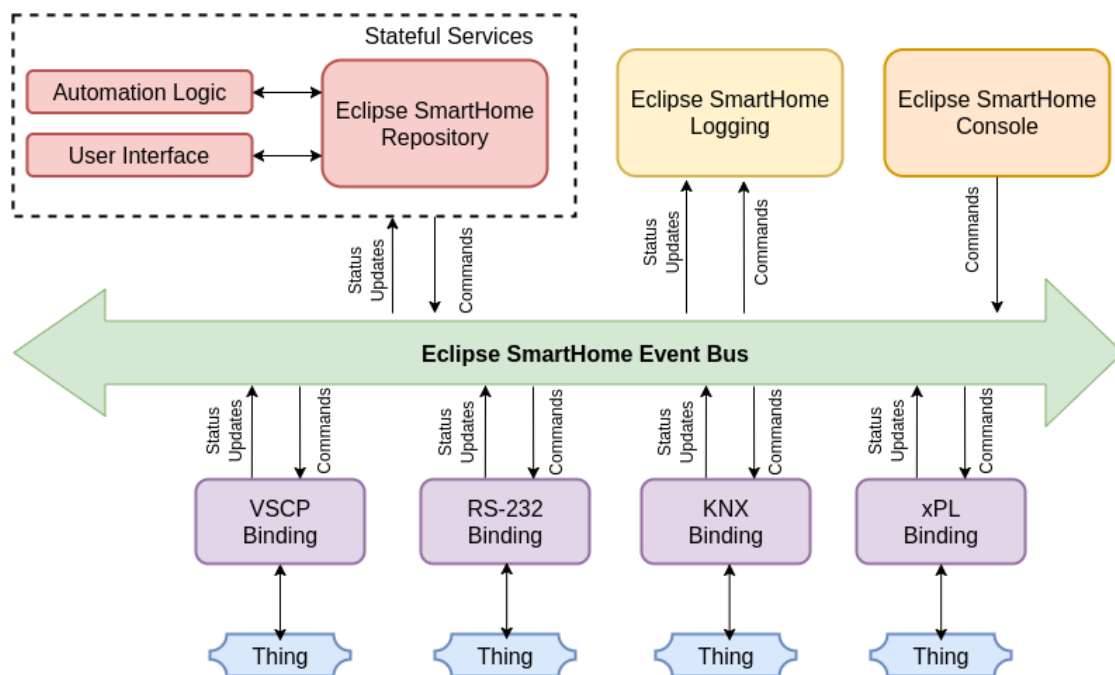 Stateful Services
Automation Logic
User Interface
Eclipse SmartHome
Repository
Eclipse SmartHome
Logging
Eclipse SmartHome
Console
Status
Updates
Commands
Status
Updates
Commands
Commands
Eclipse SmartHome Event Bus
Status
Updates
Commands
Status
Updates
Commands
Status
Updates
Commands
Status
Updates
Commands
VSCP
Binding
RS-232
Binding
KNX
Binding
xPL
Binding
Thing
Thing
Thing
Thing